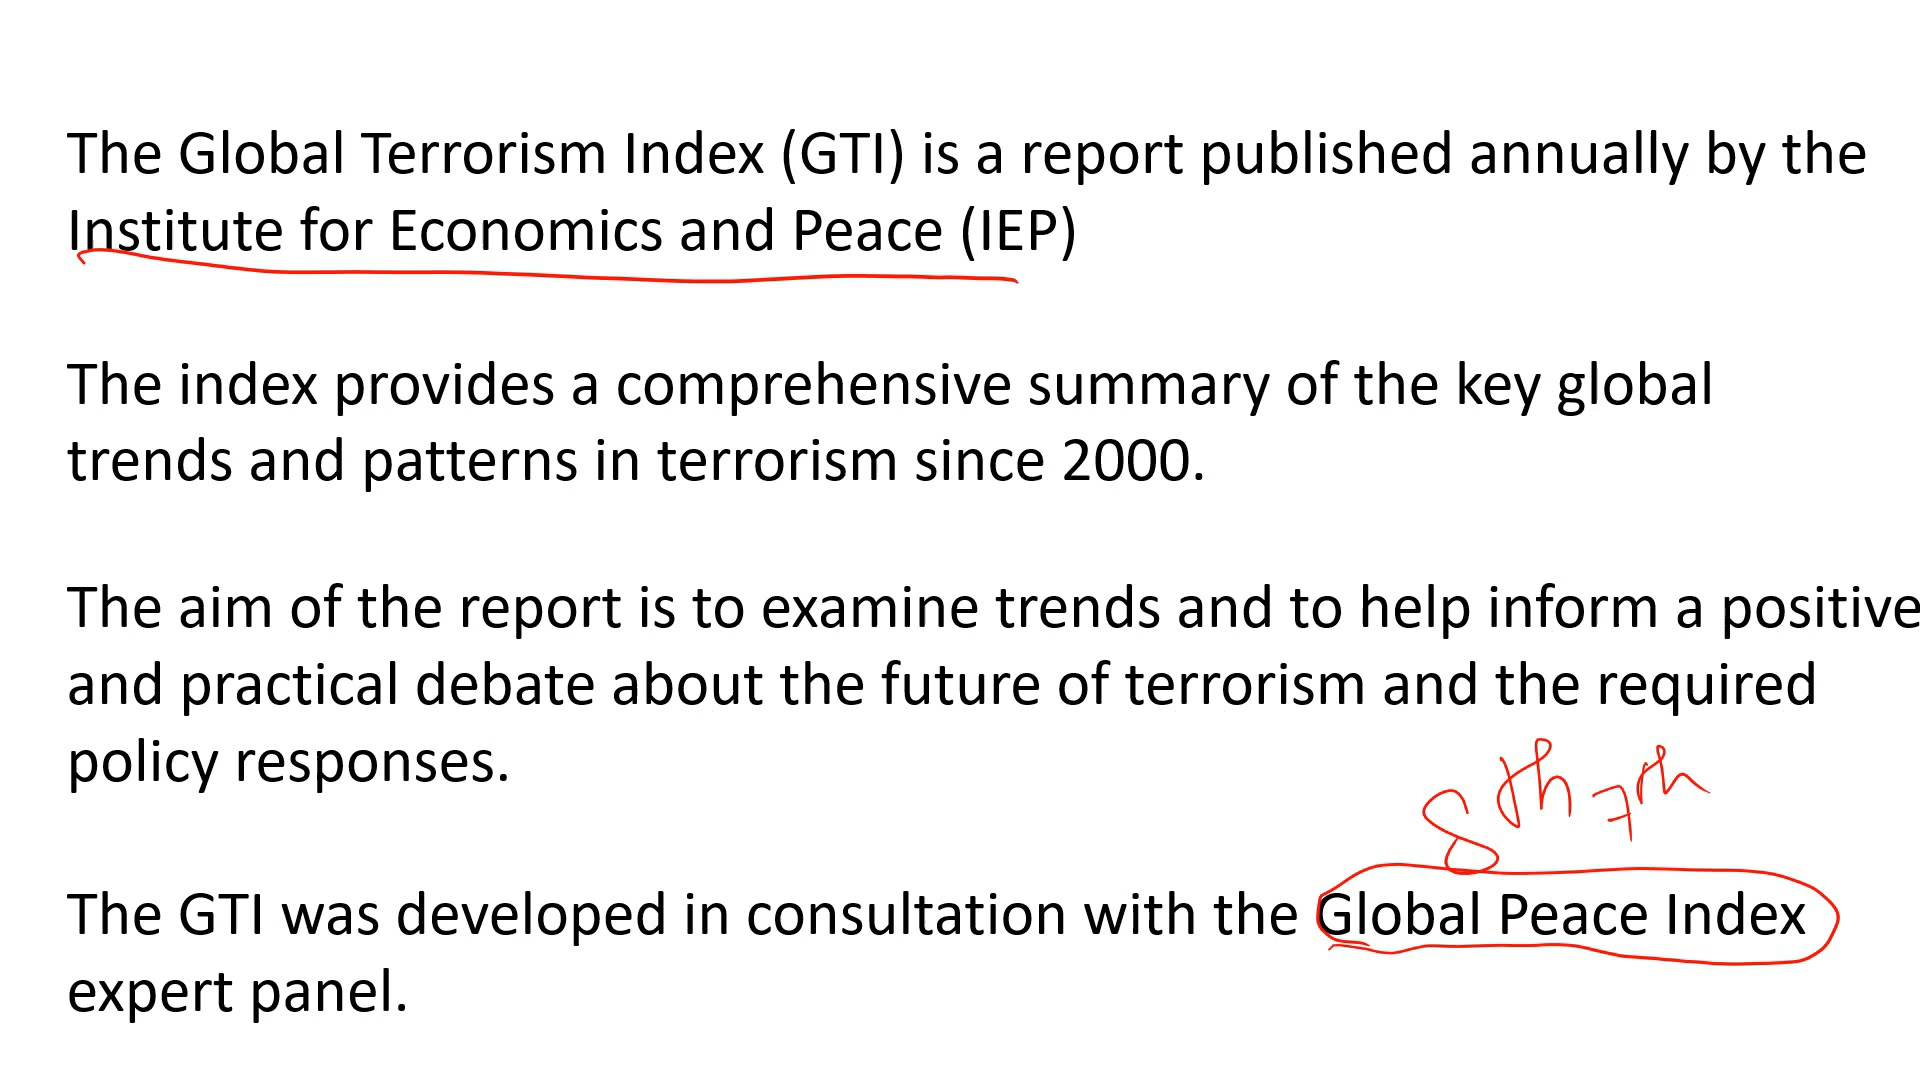 The Global Terrorism Index (GTI) is a report published annually by the
Institute for Economics and Peace (IEP)
The index provides a comprehensive summary of the key global
trends and patterns in terrorism since 2000.
The aim of the report is to examine trends and to help inform a positive
and practical debate about the future of terrorism and the required
policy responses.
8th 7th
The GTI was developed in consultation with the Global Peace Index
expert panel.